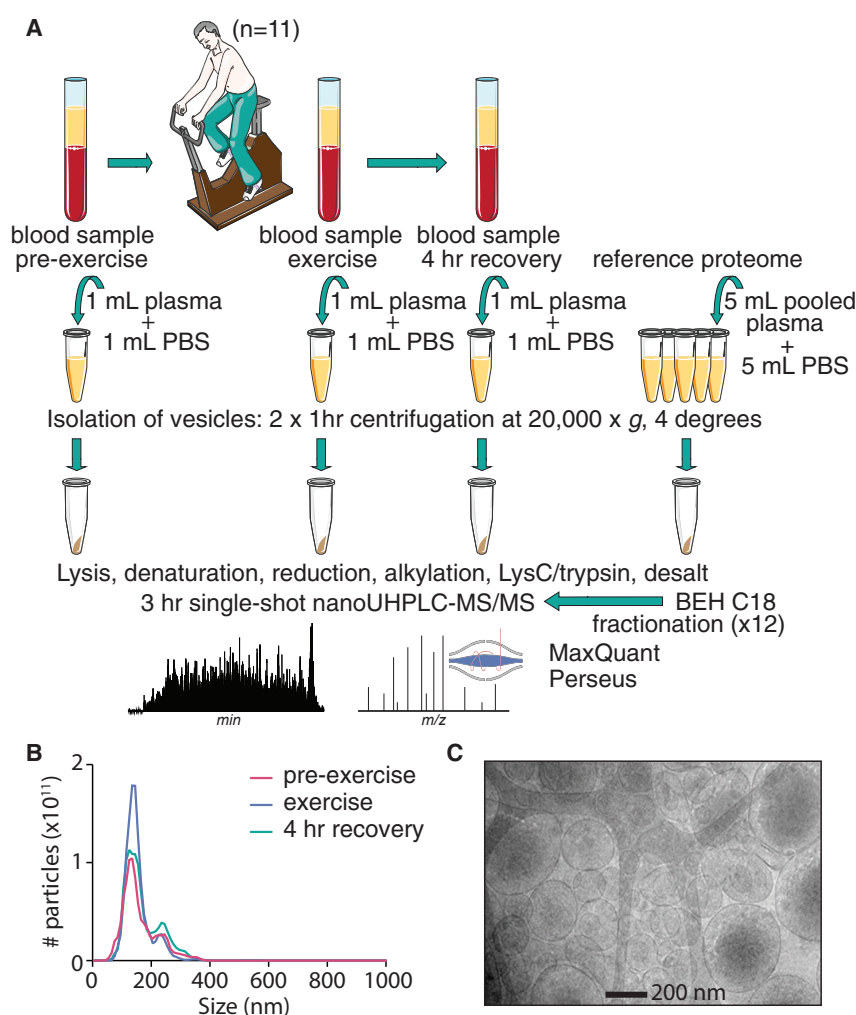 A
(n=11)
blood sample
pre-exercise
blood sample
exercise
blood sample
4 hr recovery
reference proteome
1 mL plasma
+
1 mL PBS
1 mL plasma
+
1 mL PBS
1 mL plasma
+
1 mL PBS
5 mL pooled
plasma
+
5 mL PBS
Isolation of vesicles: 2 x 1hr centrifugation at 20,000 x g, 4 degrees
Lysis, denaturation, reduction, alkylation, LysC/trypsin, desalt
3 hr single-shot nanoUHPLC-MS/MS
BEH C18
fractionation (x12)
MaxQuant
Perseus
min
m/z
B
# particles (x10¹¹)
2
1
0
0
200
400
600
800
1000
Size (nm)
pre-exercise
exercise
4 hr recovery
C
200 nm